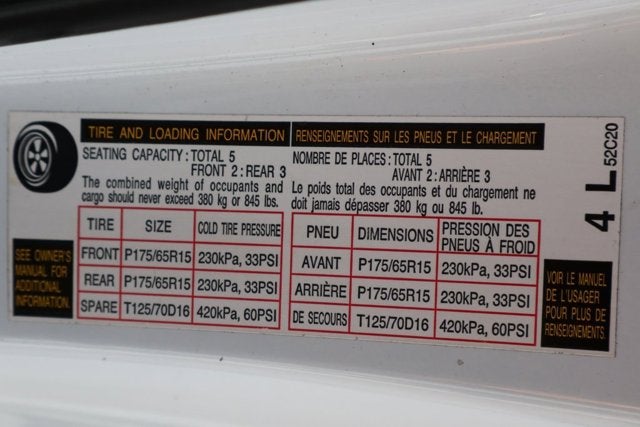 TIRE AND LOADING INFORMATION
SEATING CAPACITY : TOTAL 5
FRONT 2 : REAR 3
The combined weight of occupants and
cargo should never exceed 380 kg or 845 lbs.
TIRE SIZE COLD TIRE PRESSURE
FRONT P175/65R15 230kPa, 33PSI
REAR P175/65R15 230kPa, 33PSI
SPARE T125/70D16 420kPa, 60PSI
SEE OWNER'S
MANUAL FOR
ADDITIONAL
INFORMATION.
RENSEIGNEMENTS SUR LES PNEUS ET LE CHARGEMENT
NOMBRE DE PLACES : TOTAL 5
AVANT 2 : ARRIÈRE 3
Le poids total des occupants et du chargement ne
doit jamais dépasser 380 kg ou 845 lb.
PNEU DIMENSIONS PRESSION DES
PNEUS À FROID
AVANT P175/65R15 230kPa, 33PSI
ARRIÈRE P175/65R15 230kPa, 33PSI
DE SECOURS T125/70D16 420kPa, 60PSI
VOIR LE MANUEL
DE L'USAGER
POUR PLUS DE
RENSEIGNEMENTS.
4 L 52C20